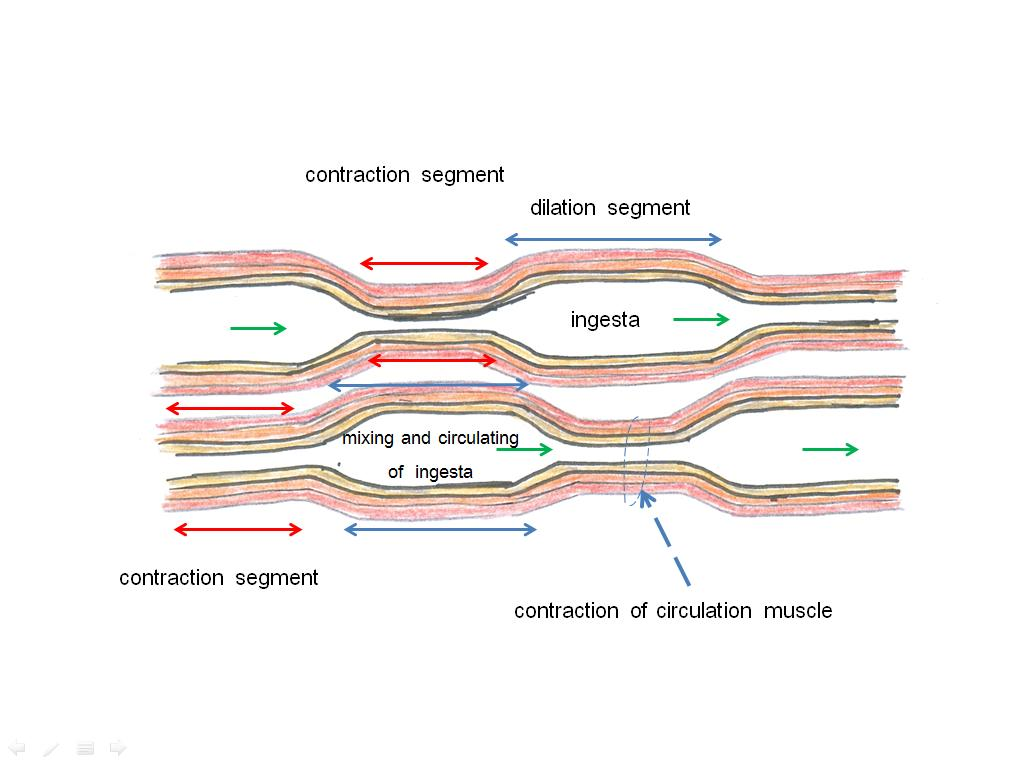 contraction segment
dilation segment
ingesta
mixing and circulating
of ingesta
contraction segment
contraction of circulation muscle